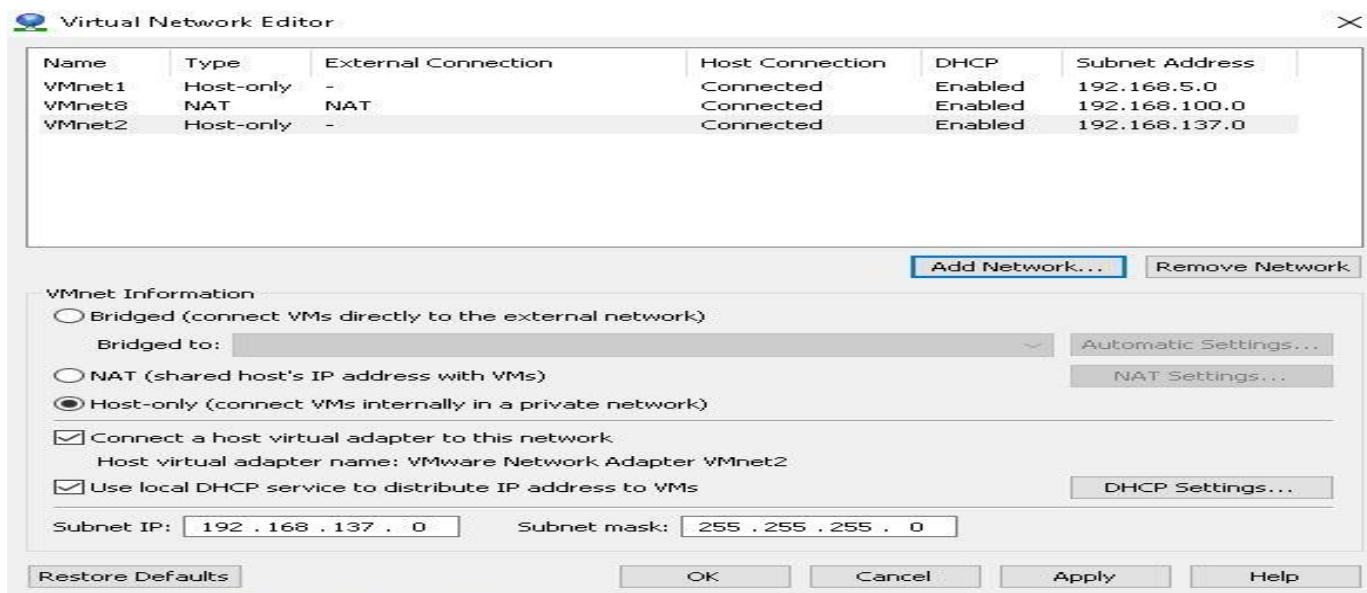 Virtual Network Editor
Name Type External Connection Host Connection DHCP Subnet Address
VMnet1 Host-only - Connected Enabled 192.168.5.0
VMnet8 NAT NAT Connected Enabled 192.168.100.0
VMnet2 Host-only - Connected Enabled 192.168.137.0
Add Network... Remove Network
VMnet Information
Bridged (connect VMs directly to the external network)
Bridged to: Automatic Settings...
NAT (shared host's IP address with VMs) NAT Settings...
Host-only (connect VMs internally in a private network)
Connect a host virtual adapter to this network
Host virtual adapter name: VMware Network Adapter VMnet2
Use local DHCP service to distribute IP address to VMs DHCP Settings...
Subnet IP: 192 . 168 . 137 . 0 Subnet mask: 255 . 255 . 255 . 0
Restore Defaults OK Cancel Apply Help